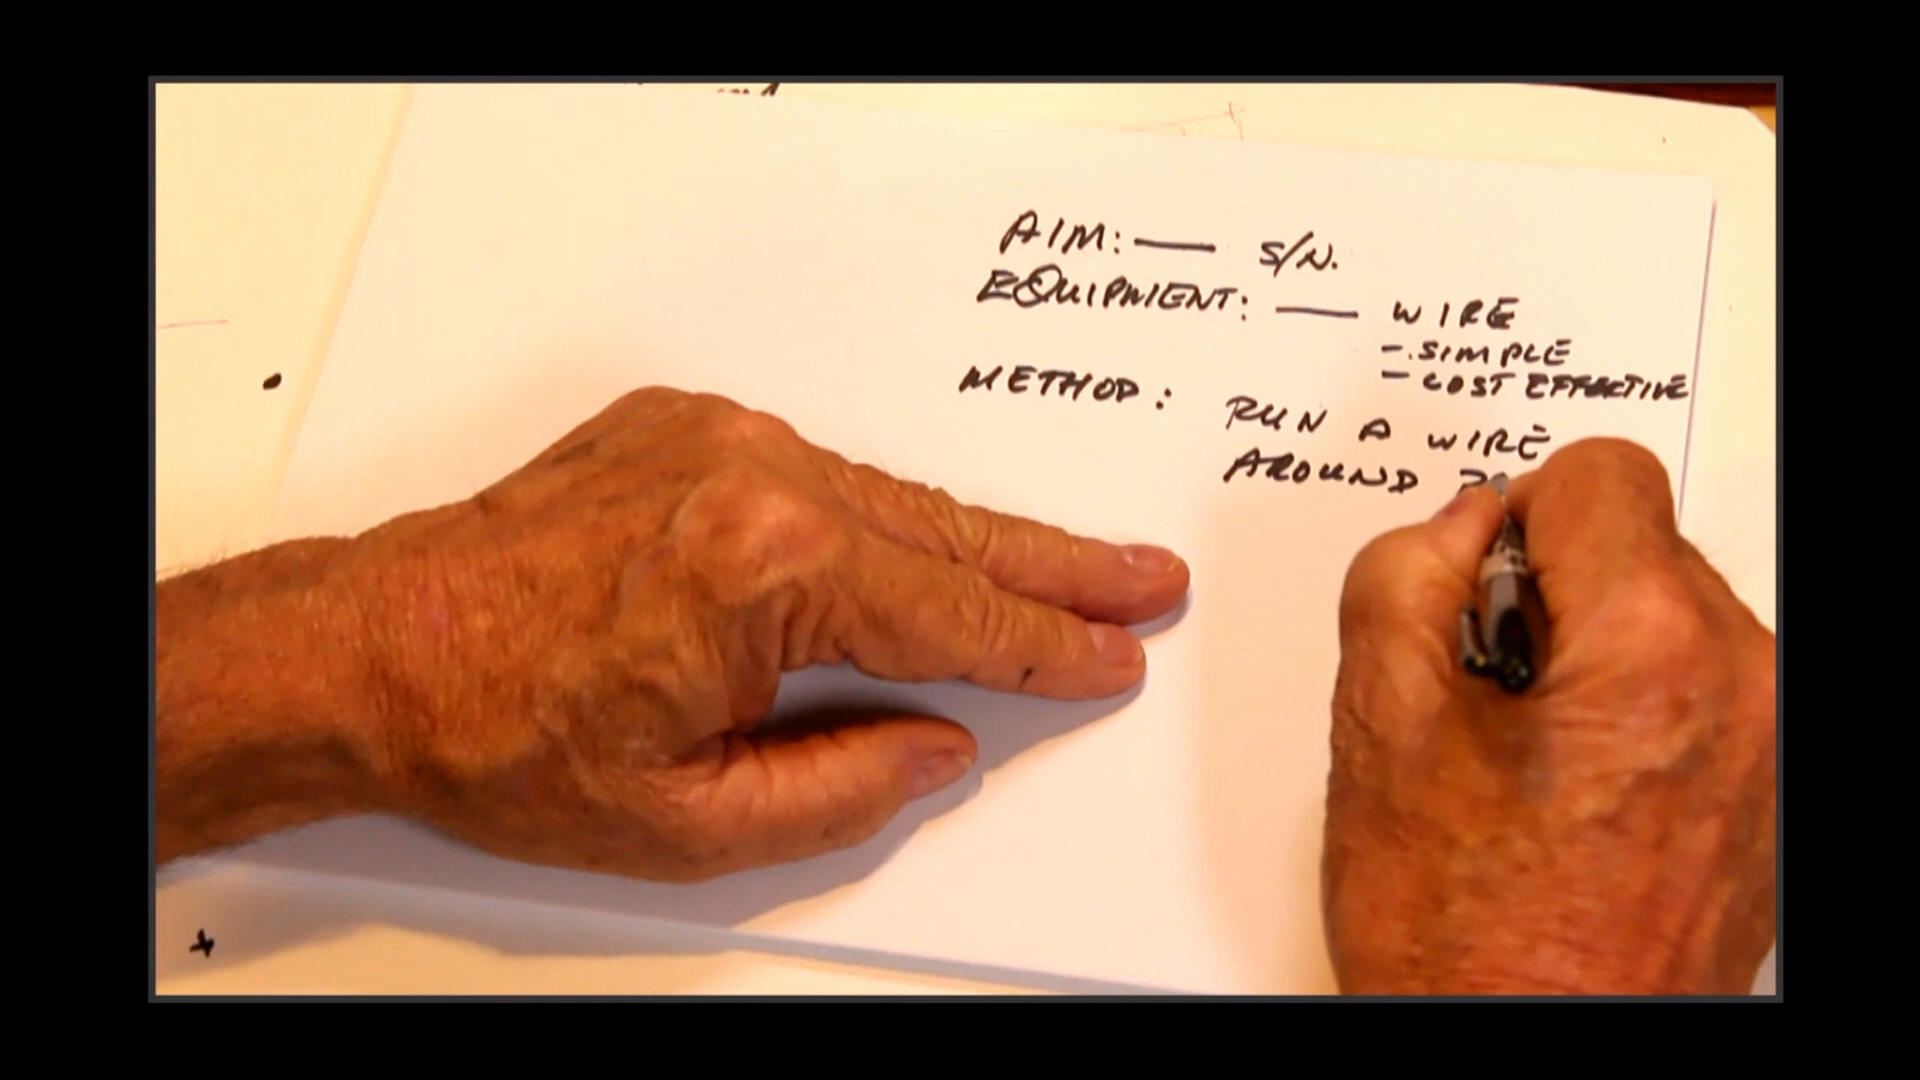 AIM: — S/N.
EQUIPMENT: — WIRE
- SIMPLE
- COST EFFECTIVE
METHOD: RUN A WIRE
AROUND